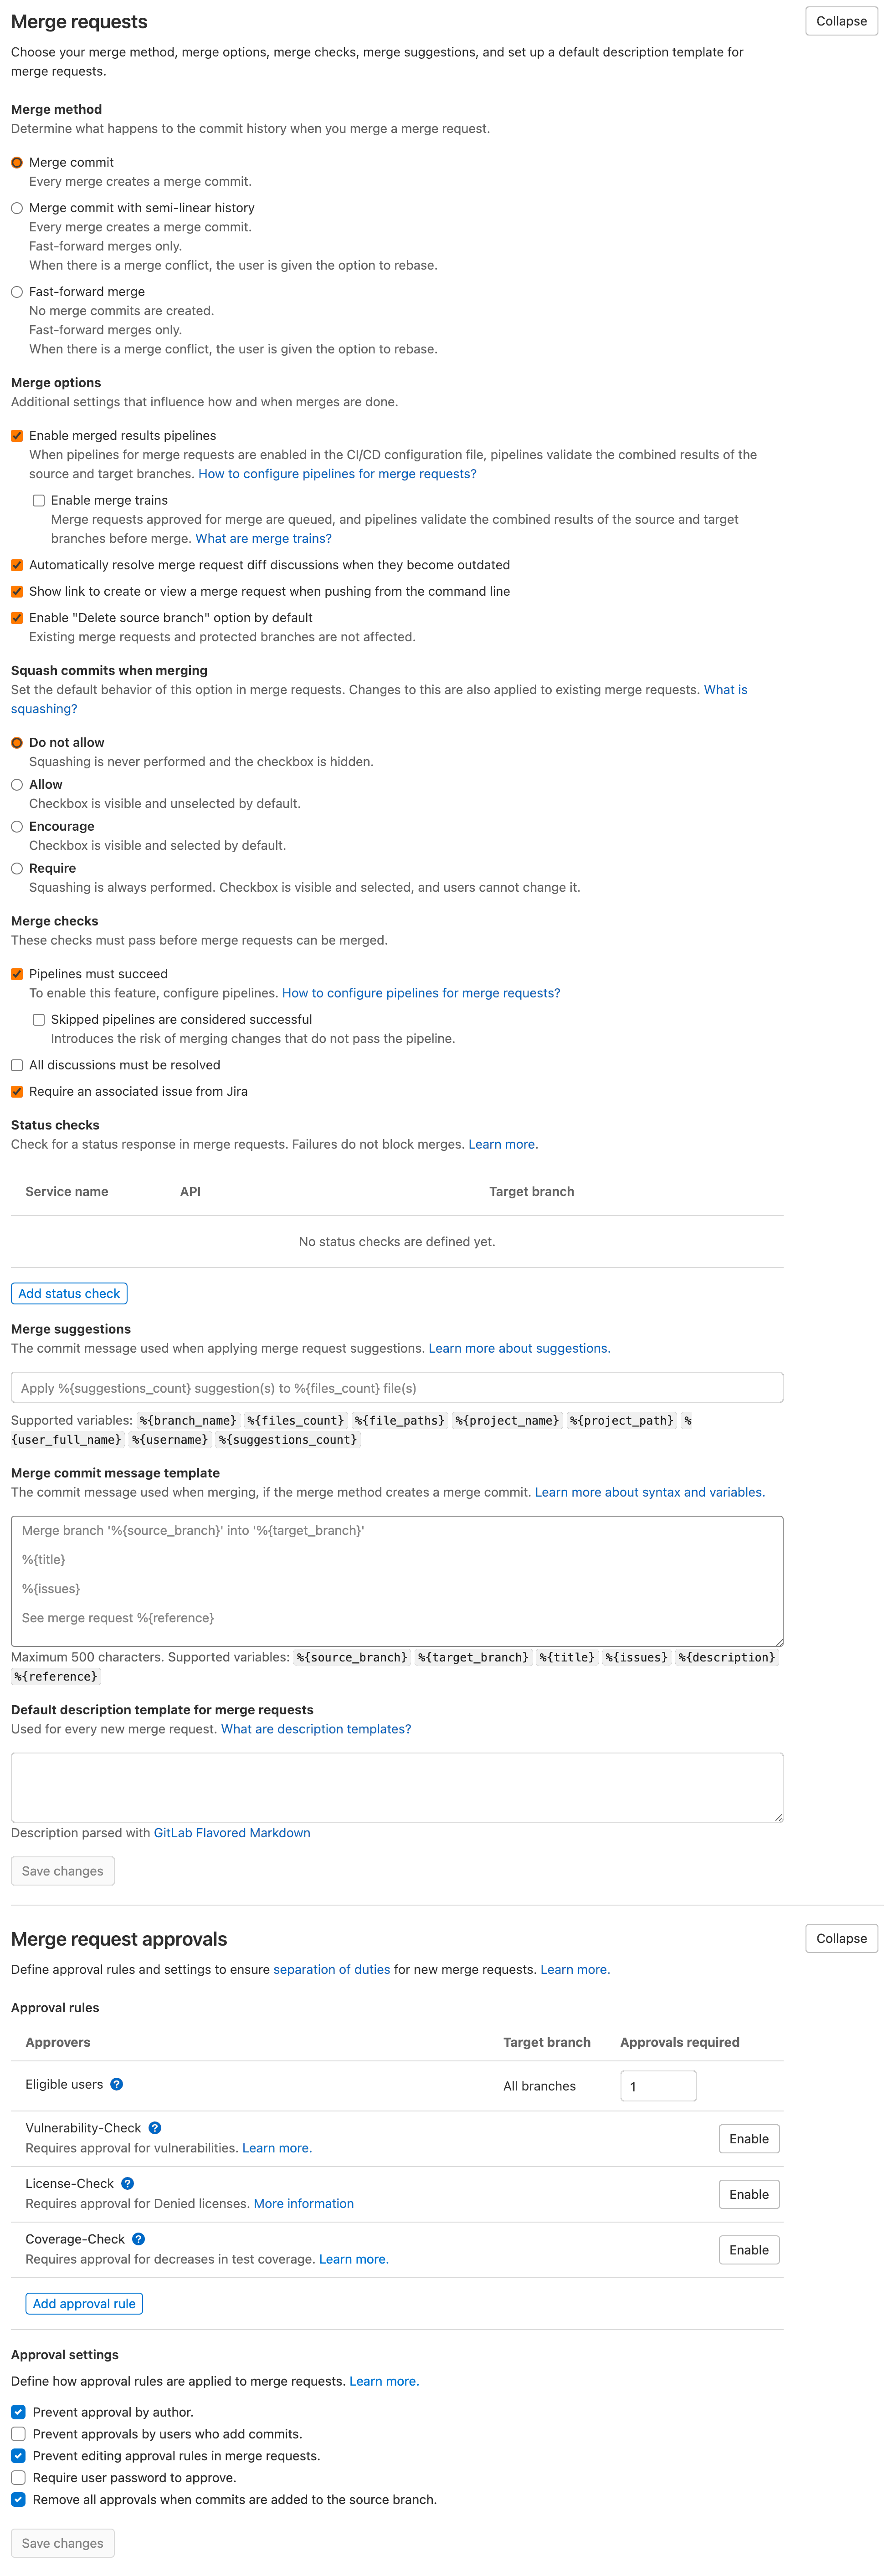 Merge requests
Collapse
Choose your merge method, merge options, merge checks, merge suggestions, and set up a default description template for
merge requests.
Merge method
Determine what happens to the commit history when you merge a merge request.
Merge commit
Every merge creates a merge commit.
Merge commit with semi-linear history
Every merge creates a merge commit.
Fast-forward merges only.
When there is a merge conflict, the user is given the option to rebase.
Fast-forward merge
No merge commits are created.
Fast-forward merges only.
When there is a merge conflict, the user is given the option to rebase.
Merge options
Additional settings that influence how and when merges are done.
Enable merged results pipelines
When pipelines for merge requests are enabled in the CI/CD configuration file, pipelines validate the combined results of the
source and target branches. How to configure pipelines for merge requests?
Enable merge trains
Merge requests approved for merge are queued, and pipelines validate the combined results of the source and target
branches before merge. What are merge trains?
Automatically resolve merge request diff discussions when they become outdated
Show link to create or view a merge request when pushing from the command line
Enable "Delete source branch" option by default
Existing merge requests and protected branches are not affected.
Squash commits when merging
Set the default behavior of this option in merge requests. Changes to this are also applied to existing merge requests. What is
squashing?
Do not allow
Squashing is never performed and the checkbox is hidden.
Allow
Checkbox is visible and unselected by default.
Encourage
Checkbox is visible and selected by default.
Require
Squashing is always performed. Checkbox is visible and selected, and users cannot change it.
Merge checks
These checks must pass before merge requests can be merged.
Pipelines must succeed
To enable this feature, configure pipelines. How to configure pipelines for merge requests?
Skipped pipelines are considered successful
Introduces the risk of merging changes that do not pass the pipeline.
All discussions must be resolved
Require an associated issue from Jira
Status checks
Check for a status response in merge requests. Failures do not block merges. Learn more.
Service name API Target branch
No status checks are defined yet.
Add status check
Merge suggestions
The commit message used when applying merge request suggestions. Learn more about suggestions.
Apply %{suggestions_count} suggestion(s) to %{files_count} file(s)
Supported variables: %{branch_name} %{files_count} %{file_paths} %{project_name} %{project_path} %
{user_full_name} %{username} %{suggestions_count}
Merge commit message template
The commit message used when merging, if the merge method creates a merge commit. Learn more about syntax and variables.
Merge branch '%{source_branch}' into '%{target_branch}'
%{title}
%{issues}
See merge request %{reference}
Maximum 500 characters. Supported variables: %{source_branch} %{target_branch} %{title} %{issues} %{description}
%{reference}
Default description template for merge requests
Used for every new merge request. What are description templates?
Description parsed with GitLab Flavored Markdown
Save changes
Merge request approvals
Collapse
Define approval rules and settings to ensure separation of duties for new merge requests. Learn more.
Approval rules
Approvers Target branch Approvals required
Eligible users ? All branches 1
Vulnerability-Check ?
Requires approval for vulnerabilities. Learn more.
Enable
License-Check ?
Requires approval for Denied licenses. More information
Enable
Coverage-Check ?
Requires approval for decreases in test coverage. Learn more.
Enable
Add approval rule
Approval settings
Define how approval rules are applied to merge requests. Learn more.
Prevent approval by author.
Prevent approvals by users who add commits.
Prevent editing approval rules in merge requests.
Require user password to approve.
Remove all approvals when commits are added to the source branch.
Save changes